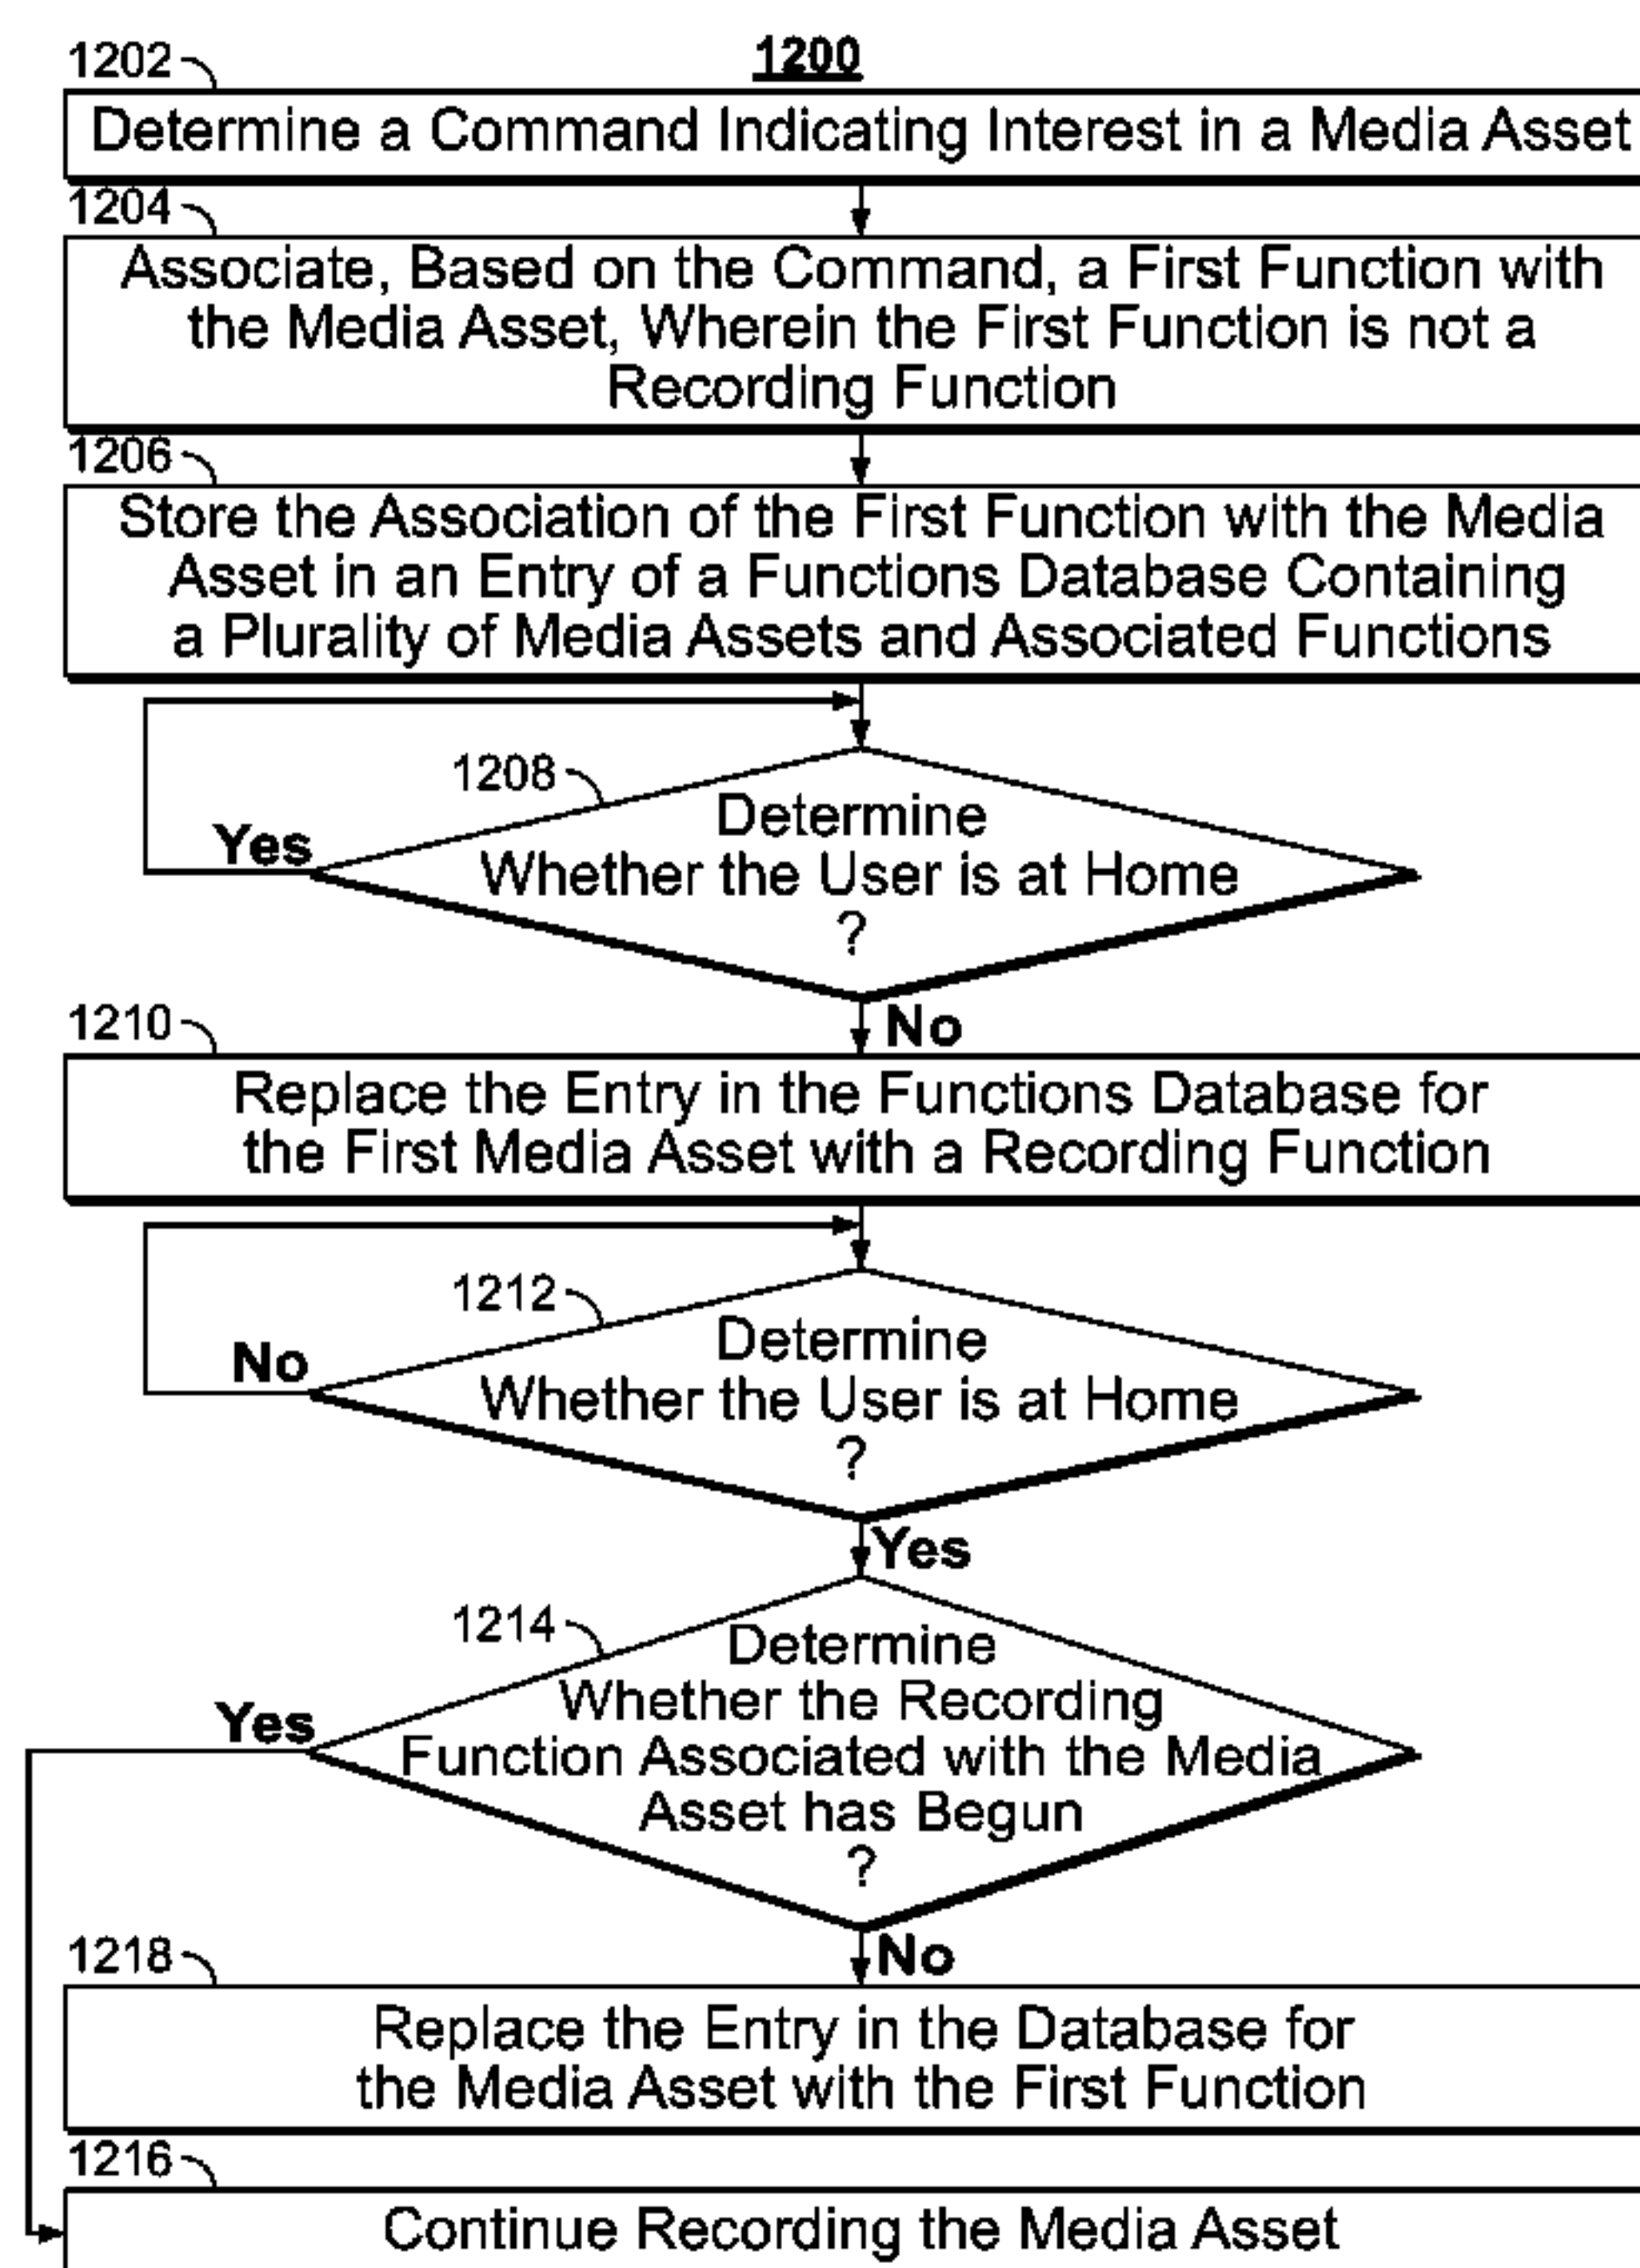 1200
1202
Determine a Command Indicating Interest in a Media Asset
1204
Associate, Based on the Command, a First Function with
the Media Asset, Wherein the First Function is not a
Recording Function
1206
Store the Association of the First Function with the Media
Asset in an Entry of a Functions Database Containing
a Plurality of Media Assets and Associated Functions
1208
Determine
Whether the User is at Home
?
Yes
No
1210
Replace the Entry in the Functions Database for
the First Media Asset with a Recording Function
1212
Determine
Whether the User is at Home
?
No
Yes
1214
Determine
Whether the Recording
Function Associated with the Media
Asset has Begun
?
Yes
No
1218
Replace the Entry in the Database for
the Media Asset with the First Function
1216
Continue Recording the Media Asset